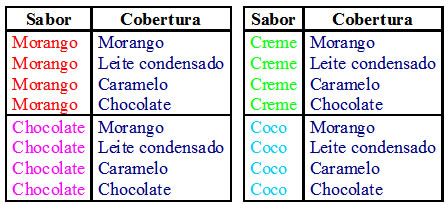 Sabor Cobertura
Morango Morango
Morango Leite condensado
Morango Caramelo
Morango Chocolate
Chocolate Morango
Chocolate Leite condensado
Chocolate Caramelo
Chocolate Chocolate
Sabor Cobertura
Creme Morango
Creme Leite condensado
Creme Caramelo
Creme Chocolate
Coco Morango
Coco Leite condensado
Coco Caramelo
Coco Chocolate